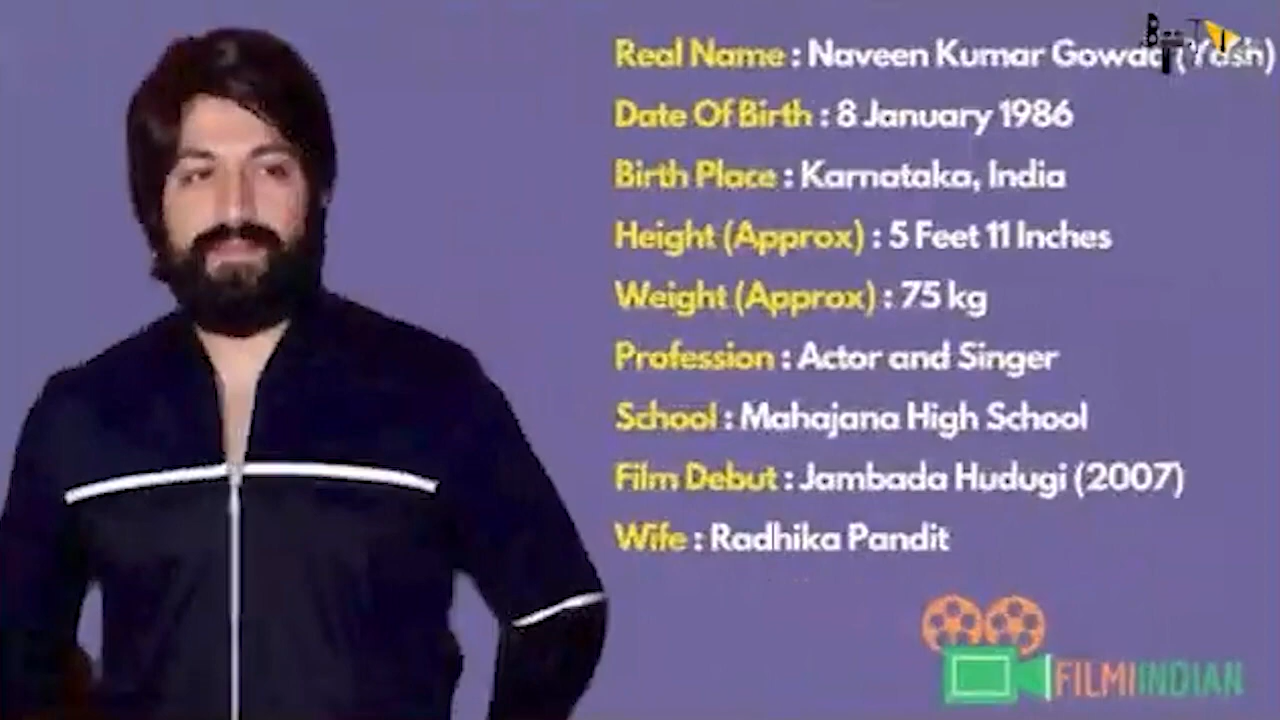 Real Name : Naveen Kumar Gowda (Yash)
Date Of Birth : 8 January 1986
Birth Place : Karnataka, India
Height (Approx) : 5 Feet 11 Inches
Weight (Approx) : 75 kg
Profession : Actor and Singer
School : Mahajana High School
Film Debut : Jambada Hudugi (2007)
Wife : Radhika Pandit
FILMIINDIAN